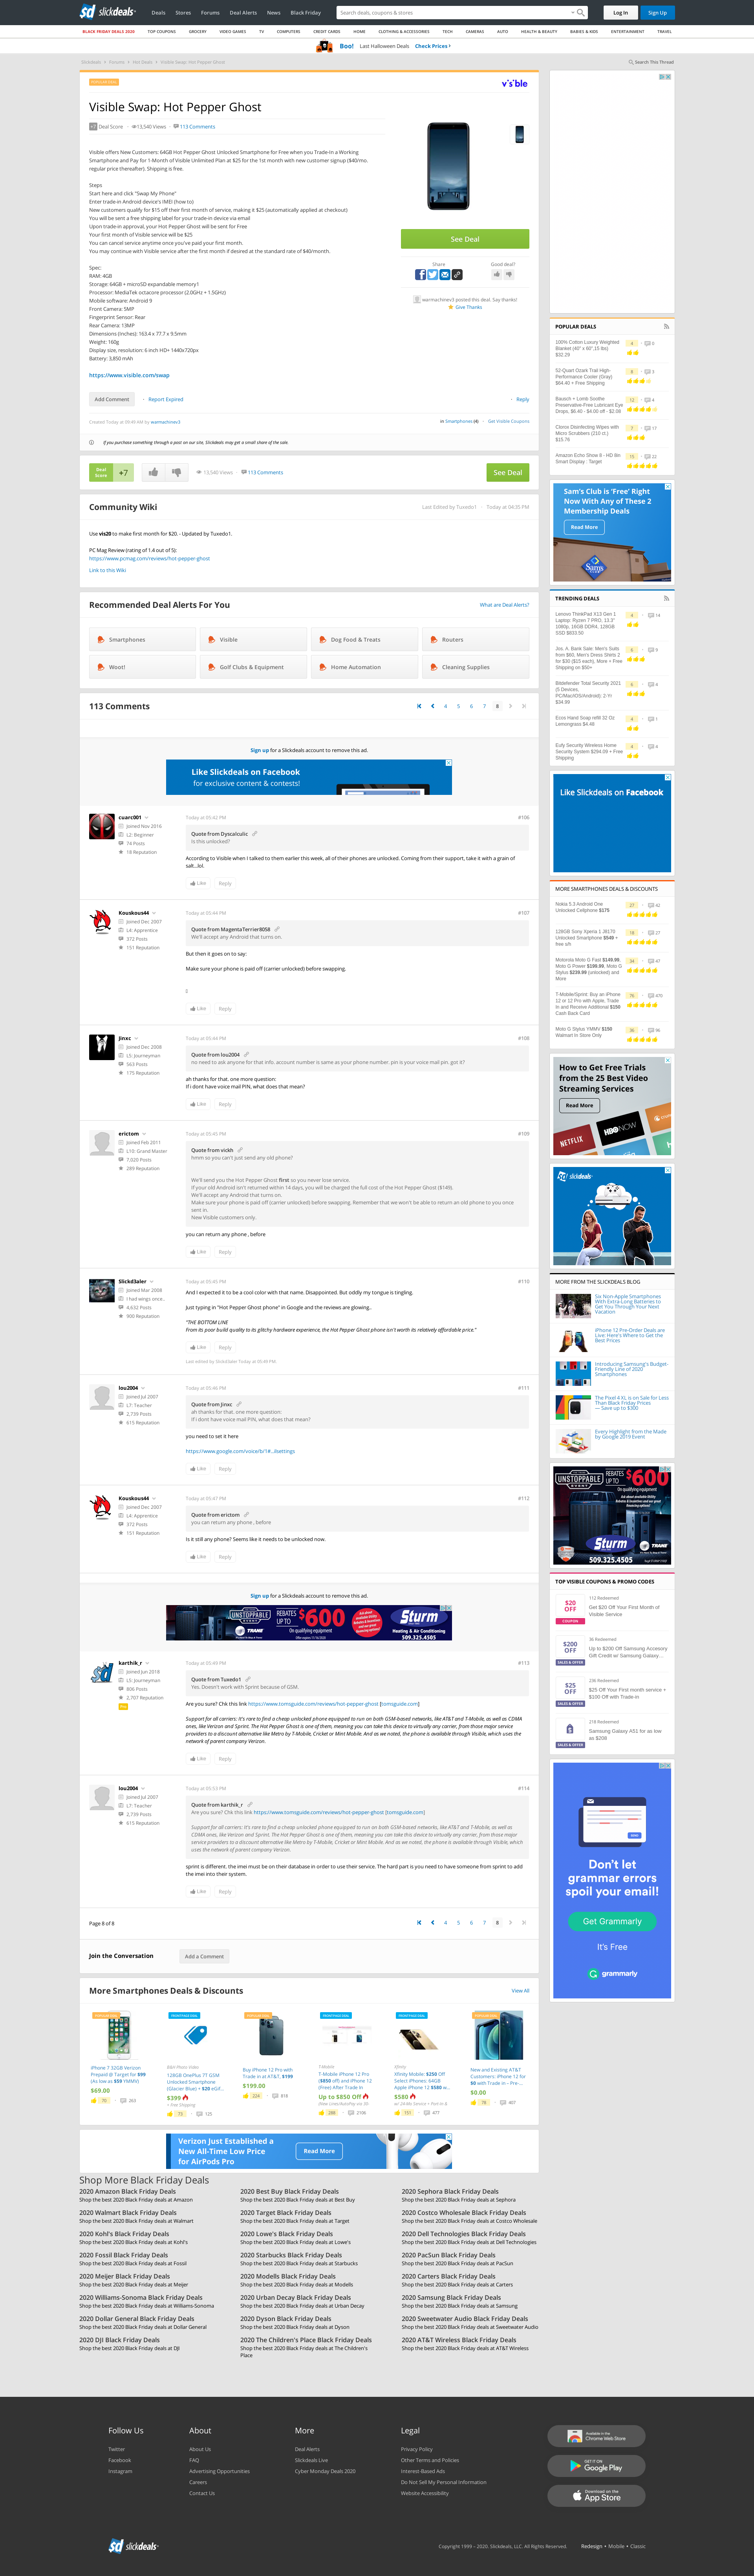 sd slickdeals
Deals Stores Forums Deal Alerts News Black Friday
Search deals, coupons & stores
Log In Sign Up
BLACK FRIDAY DEALS 2020 TOP COUPONS GROCERY VIDEO GAMES TV COMPUTERS CREDIT CARDS HOME CLOTHING & ACCESSORIES TECH CAMERAS AUTO HEALTH & BEAUTY BABIES & KIDS ENTERTAINMENT TRAVEL
Boo! Last Halloween Deals Check Prices ›
Slickdeals › Forums › Hot Deals › Visible Swap: Hot Pepper Ghost
Search This Thread
POPULAR DEAL
visible
Visible Swap: Hot Pepper Ghost
+7 Deal Score 13,540 Views 113 Comments
Visible offers New Customers: 64GB Hot Pepper Ghost Unlocked Smartphone for Free when you Trade-In a Working
Smartphone and Pay for 1-Month of Visible Unlimited Plan at $25 for the 1st month when new customer signup ($40/mo.
regular price thereafter). Shipping is free.
Steps
Start here and click "Swap My Phone"
Enter trade-in Android device's IMEI (how to)
New customers qualify for $15 off their first month of service, making it $25 (automatically applied at checkout)
You will be sent a free shipping label for your trade-in device via email
Upon trade-in approval, your Hot Pepper Ghost will be sent for Free
Your first month of Visible service will be $25
You can cancel service anytime once you've paid your first month.
You may continue with Visible service after the first month if desired at the standard rate of $40/month.
Spec:
RAM: 4GB
Storage: 64GB + microSD expandable memory1
Processor: MediaTek octacore processor (2.0GHz + 1.5GHz)
Mobile software: Android 9
Front Camera: 5MP
Fingerprint Sensor: Rear
Rear Camera: 13MP
Dimensions (Inches): 163.4 x 77.7 x 9.5mm
Weight: 160g
Display size, resolution: 6 inch HD+ 1440x720px
Battery: 3,850 mAh
https://www.visible.com/swap
See Deal
Share Good deal?
warmachinev3 posted this deal. Say thanks!
Give Thanks
Add Comment Report Expired Reply
Created Today at 09:49 AM by warmachinev3
in Smartphones (4) Get Visible Coupons
If you purchase something through a post on our site, Slickdeals may get a small share of the sale.
Deal Score +7 13,540 Views 113 Comments See Deal
Community Wiki
Last Edited by Tuxedo1 Today at 04:35 PM
Use vis20 to make first month for $20. - Updated by Tuxedo1.
PC Mag Review (rating of 1.4 out of 5):
https://www.pcmag.com/reviews/hot-pepper-ghost
Link to this Wiki
Recommended Deal Alerts For You
What are Deal Alerts?
Smartphones Visible Dog Food & Treats Routers
Woot! Golf Clubs & Equipment Home Automation Cleaning Supplies
113 Comments
4 5 6 7 8
Sign up for a Slickdeals account to remove this ad.
Like Slickdeals on Facebook
for exclusive content & contests!
cuarc001
Joined Nov 2016
L2: Beginner
74 Posts
18 Reputation
Today at 05:42 PM #106
Quote from Dyscalculic
Is this unlocked?
According to Visible when I talked to them earlier this week, all of their phones are unlocked. Coming from their support, take it with a grain of
salt...lol.
Like Reply
Kouskous44
Joined Dec 2007
L4: Apprentice
372 Posts
151 Reputation
Today at 05:44 PM #107
Quote from MagentaTerrier8058
We'll accept any Android that turns on.
But then it goes on to say:
Make sure your phone is paid off (carrier unlocked) before swapping.
Like Reply
Jinxc
Joined Dec 2008
L5: Journeyman
563 Posts
175 Reputation
Today at 05:44 PM #108
Quote from lou2004
no need to ask anyone for that info. account number is same as your phone number. pin is your voice mail pin. got it?
ah thanks for that. one more question:
If i dont have voice mail PIN, what does that mean?
Like Reply
erictom
Joined Feb 2011
L10: Grand Master
7,020 Posts
289 Reputation
Today at 05:45 PM #109
Quote from vickh
hmm so you can't just send any old phone?
We'll send you the Hot Pepper Ghost first so you never lose service.
If your old Android isn't returned within 14 days, you will be charged the full cost of the Hot Pepper Ghost ($149).
We'll accept any Android that turns on.
Make sure your phone is paid off (carrier unlocked) before swapping. Remember that we won't be able to return an old phone to you once
sent in.
New Visible customers only.
you can return any phone , before
Like Reply
Slickd3aler
Joined Mar 2008
I had wings once...
4,632 Posts
900 Reputation
Today at 05:45 PM #110
And I expected it to be a cool color with that name. Disappointed. But oddly my tongue is tingling.
Just typing in "Hot Pepper Ghost phone" in Google and the reviews are glowing..
"THE BOTTOM LINE
From its poor build quality to its glitchy hardware experience, the Hot Pepper Ghost phone isn't worth its relatively affordable price."
Like Reply
Last edited by Slickd3aler Today at 05:49 PM
lou2004
Joined Jul 2007
L7: Teacher
2,739 Posts
615 Reputation
Today at 05:46 PM #111
Quote from Jinxc
ah thanks for that. one more question:
If i dont have voice mail PIN, what does that mean?
you need to set it here
https://www.google.com/voice/b/1#...lsettings
Like Reply
Kouskous44
Joined Dec 2007
L4: Apprentice
372 Posts
151 Reputation
Today at 05:47 PM #112
Quote from erictom
you can return any phone , before
Is it still any phone? Seems like it needs to be unlocked now.
Like Reply
Sign up for a Slickdeals account to remove this ad.
UNSTOPPABLE REBATES UP TO $600 Sturm Heating & Air Conditioning 509.325.4505
karthik_r
Joined Jun 2018
L5: Journeyman
806 Posts
2,707 Reputation
Today at 05:49 PM #113
Quote from Tuxedo1
Yes. Doesn't work with Sprint because of GSM.
Are you sure? Chk this link https://www.tomsguide.com/reviews/hot-pepper-ghost [tomsguide.com]
Support for all carriers: It's rare to find a cheap unlocked phone equipped to run on both GSM-based networks, like AT&T and T-Mobile, as well as CDMA
ones, like Verizon and Sprint. The Hot Pepper Ghost is one of them, meaning you can take this device to virtually any carrier, from those major service
providers to a discount alternative like Metro by T-Mobile, Cricket or Mint Mobile. And as we noted, the phone is available through Visible, which uses the
network of parent company Verizon.
Like Reply
lou2004
Joined Jul 2007
L7: Teacher
2,739 Posts
615 Reputation
Today at 05:53 PM #114
Quote from karthik_r
Are you sure? Chk this link https://www.tomsguide.com/reviews/hot-pepper-ghost [tomsguide.com]
Support for all carriers: It's rare to find a cheap unlocked phone equipped to run on both GSM-based networks, like AT&T and T-Mobile, as well as
CDMA ones, like Verizon and Sprint. The Hot Pepper Ghost is one of them, meaning you can take this device to virtually any carrier, from those major
service providers to a discount alternative like Metro by T-Mobile, Cricket or Mint Mobile. And as we noted, the phone is available through Visible, which
uses the network of parent company Verizon.
sprint is different. the imei must be on their database in order to use their service. The hard part is you need to have someone from sprint to add
the imei into their system.
Like Reply
Page 8 of 8
4 5 6 7 8
Join the Conversation Add a Comment
More Smartphones Deals & Discounts
View All
iPhone 7 32GB Verizon
Prepaid @ Target for $99
(As low as $59 YMMV)
$69.00
70 263
FRONTPAGE DEAL
B&H Photo Video
128GB OnePlus 7T GSM
Unlocked Smartphone
(Glacier Blue) + $20 eGif...
$399
+ Free Shipping
73 125
Buy iPhone 12 Pro with
Trade in at AT&T, $199
$199.00
224 818
FRONTPAGE DEAL
T-Mobile
T Mobile iPhone 12 Pro
($850 off) and iPhone 12
(Free) After Trade In
Up to $850 Off
288 2106
FRONTPAGE DEAL
Xfinity
Xfinity Mobile: $250 Off
Select iPhones: 64GB
Apple iPhone 12 $580 w...
$580
151 477
New and Existing AT&T
Customers: iPhone 12 for
$0 with Trade in - Pre-...
$0.00
78 407
Verizon Just Established a
New All-Time Low Price
for AirPods Pro
Read More
Shop More Black Friday Deals
2020 Amazon Black Friday Deals
Shop the best 2020 Black Friday deals at Amazon
2020 Best Buy Black Friday Deals
Shop the best 2020 Black Friday deals at Best Buy
2020 Sephora Black Friday Deals
Shop the best 2020 Black Friday deals at Sephora
2020 Walmart Black Friday Deals
Shop the best 2020 Black Friday deals at Walmart
2020 Target Black Friday Deals
Shop the best 2020 Black Friday deals at Target
2020 Costco Wholesale Black Friday Deals
Shop the best 2020 Black Friday deals at Costco Wholesale
2020 Kohl's Black Friday Deals
Shop the best 2020 Black Friday deals at Kohl's
2020 Lowe's Black Friday Deals
Shop the best 2020 Black Friday deals at Lowe's
2020 Dell Technologies Black Friday Deals
Shop the best 2020 Black Friday deals at Dell Technologies
2020 Fossil Black Friday Deals
Shop the best 2020 Black Friday deals at Fossil
2020 Starbucks Black Friday Deals
Shop the best 2020 Black Friday deals at Starbucks
2020 PacSun Black Friday Deals
Shop the best 2020 Black Friday deals at PacSun
2020 Meijer Black Friday Deals
Shop the best 2020 Black Friday deals at Meijer
2020 Modells Black Friday Deals
Shop the best 2020 Black Friday deals at Modells
2020 Carters Black Friday Deals
Shop the best 2020 Black Friday deals at Carters
2020 Williams-Sonoma Black Friday Deals
Shop the best 2020 Black Friday deals at Williams-Sonoma
2020 Urban Decay Black Friday Deals
Shop the best 2020 Black Friday deals at Urban Decay
2020 Samsung Black Friday Deals
Shop the best 2020 Black Friday deals at Samsung
2020 Dollar General Black Friday Deals
Shop the best 2020 Black Friday deals at Dollar General
2020 Dyson Black Friday Deals
Shop the best 2020 Black Friday deals at Dyson
2020 Sweetwater Audio Black Friday Deals
Shop the best 2020 Black Friday deals at Sweetwater Audio
2020 DJI Black Friday Deals
Shop the best 2020 Black Friday deals at DJI
2020 The Children's Place Black Friday Deals
Shop the best 2020 Black Friday deals at The Children's
Place
2020 AT&T Wireless Black Friday Deals
Shop the best 2020 Black Friday deals at AT&T Wireless
POPULAR DEALS
100% Cotton Luxury Weighted
Blanket (40" x 60",15 lbs)
$32.29
4 0
52-Quart Ozark Trail High-
Performance Cooler (Gray)
$64.40 + Free Shipping
8 3
Bausch + Lomb Soothe
Preservative-Free Lubricant Eye
Drops, $6.40 - $4.00 off - $2.08
12 4
Clorox Disinfecting Wipes with
Micro Scrubbers (210 ct.)
$15.76
7 17
Amazon Echo Show 8 - HD 8in
Smart Display : Target
15 22
Sam's Club is 'Free' Right
Now With Any of These 2
Membership Deals
Read More
TRENDING DEALS
Lenovo ThinkPad X13 Gen 1
Laptop: Ryzen 7 PRO, 13.3"
1080p, 16GB DDR4, 128GB
SSD $633.50
4 14
Jos. A. Bank Sale: Men's Suits
from $60, Men's Dress Shirts 2
for $30 ($15 each), More + Free
Shipping on $50+
6 9
Bitdefender Total Security 2021
(5 Devices,
PC/Mac/iOS/Android): 2-Yr
$34.99
6 4
Ecos Hand Soap refill 32 Oz
Lemongrass $4.48
4 1
Eufy Security Wireless Home
Security System $294.09 + Free
Shipping
4 4
Like Slickdeals on Facebook
MORE SMARTPHONES DEALS & DISCOUNTS
Nokia 5.3 Android One
Unlocked Cellphone $175
27 42
128GB Sony Xperia 1 J8170
Unlocked Smartphone $549 +
free s/h
18 27
Motorola Moto G Fast $149.99,
Moto G Power $199.99, Moto G
Stylus $239.99 (unlocked) and
More
34 47
T-Mobile/Sprint: Buy an iPhone
12 or 12 Pro with Apple, Trade
In and Receive Additional $150
Cash Back Card
76 470
Moto G Stylus YMMV $150
Walmart In Store Only
36 96
How to Get Free Trials
from the 25 Best Video
Streaming Services
Read More
NETFLIX HBONOW hulu
sd slickdeals
MORE FROM THE SLICKDEALS BLOG
Six Non-Apple Smartphones
With Extra-Long Batteries to
Get You Through Your Next
Vacation
iPhone 12 Pre-Order Deals are
Live: Here's Where to Get the
Best Prices
Introducing Samsung's Budget-
Friendly Line of 2020
Smartphones
The Pixel 4 XL is on Sale for Less
Than Black Friday Prices
— Save up to $300
Every Highlight from the Made
by Google 2019 Event
UNSTOPPABLE REBATES UP TO $600
Sturm TRANE
509.325.4505
TOP VISIBLE COUPONS & PROMO CODES
$20 OFF COUPON
112 Redeemed
Get $20 Off Your First Month of
Visible Service
$200 OFF SALES & OFFER
36 Redeemed
Up to $200 Off Samsung Accessory
Gift Credit w/ Samsung Galaxy...
$25 OFF SALES & OFFER
236 Redeemed
$25 Off Your First Month service +
$100 Off with Trade-in
SALES & OFFER
218 Redeemed
Samsung Galaxy A51 for as low
as $208
Don't let
grammar errors
spoil your email!
Get Grammarly
It's Free
grammarly
Follow Us About More Legal
Twitter
Facebook
Instagram
About Us
FAQ
Advertising Opportunities
Careers
Contact Us
Deal Alerts
Slickdeals Live
Cyber Monday Deals 2020
Privacy Policy
Other Terms and Policies
Interest-Based Ads
Do Not Sell My Personal Information
Website Accessibility
Available in the Chrome Web Store
GET IT ON Google Play
Download on the App Store
sd slickdeals
Copyright 1999 - 2020. Slickdeals, LLC. All Rights Reserved. Redesign • Mobile • Classic